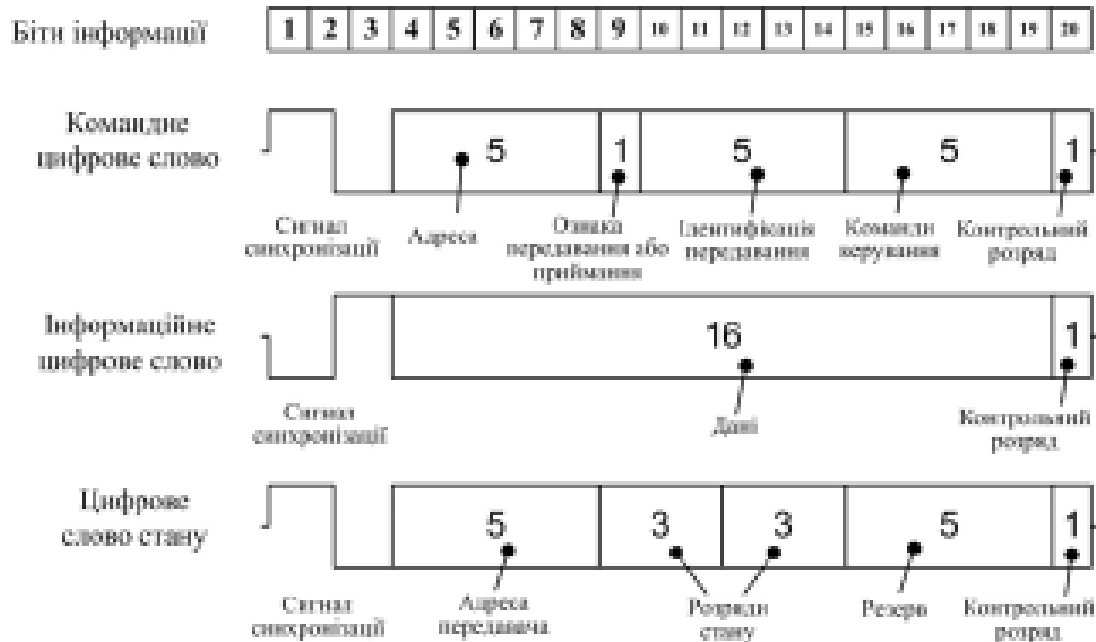 Біти інформації
1 2 3 4 5 6 7 8 9 10 11 12 13 14 15 16 17 18 19 20
Командне
цифрове слово
5 1 5 5 1
Сигнал
синхронізації
Адреса
Ознака
передавання або
приймання
Ідентифікація
передавання
Команди
керування
Контрольний
розряд
Інформаційне
цифрове слово
16 1
Сигнал
синхронізації
Дані
Контрольний
розряд
Цифрове
слово стану
5 3 3 5 1
Сигнал
синхронізації
Адреса
передавача
Розряди
стану
Резерв
Контрольний
розряд